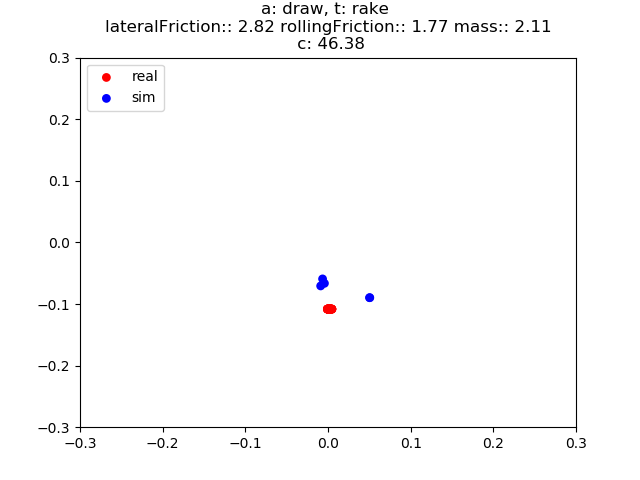 a: draw, t: rake
lateralFriction:: 2.82 rollingFriction:: 1.77 mass:: 2.11
c: 46.38
real
sim
0.3
0.2
0.1
0.0
−0.1
−0.2
−0.3
−0.3 −0.2 −0.1 0.0 0.1 0.2 0.3